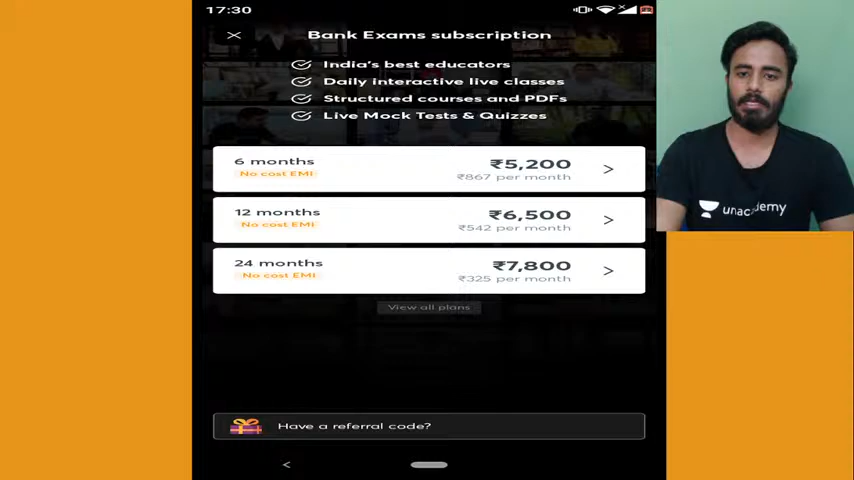 17:30
Bank Exams subscription
India's best educators
Daily interactive live classes
Structured courses and PDFs
Live Mock Tests & Quizzes
6 months
₹5,200
No cost EMI
₹867 per month
12 months
₹6,500
No cost EMI
₹542 per month
24 months
₹7,800
No cost EMI
₹325 per month
View all plans
Have a referral code?
unacademy